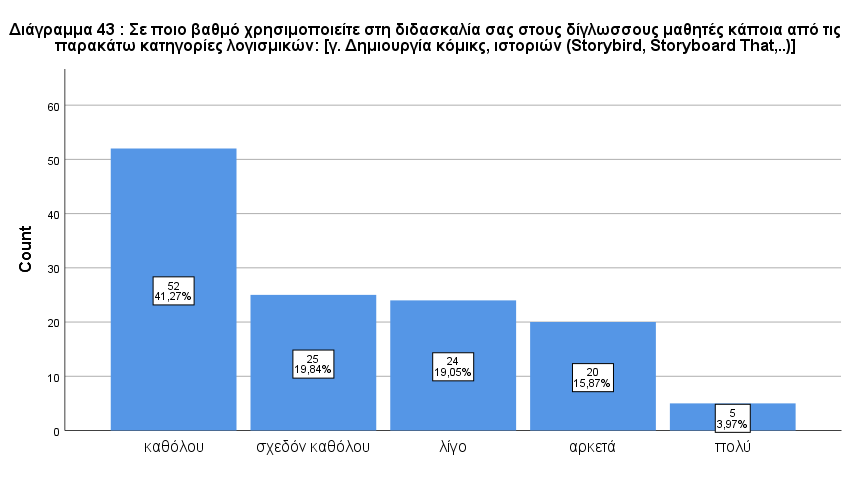 Διάγραμμα 43 : Σε ποιο βαθμό χρησιμοποιείτε στη διδασκαλία σας στους δίγλωσσους μαθητές κάποια από τις
παρακάτω κατηγορίες λογισμικών: [γ. Δημιουργία κόμικς, ιστοριών (Storybird, Storyboard That,..)]
60
50
40
30
20
10
0
Count
52
41,27%
25
19,84%
24
19,05%
20
15,87%
5
3,97%
καθόλου
σχεδόν καθόλου
λίγο
αρκετά
πολύ